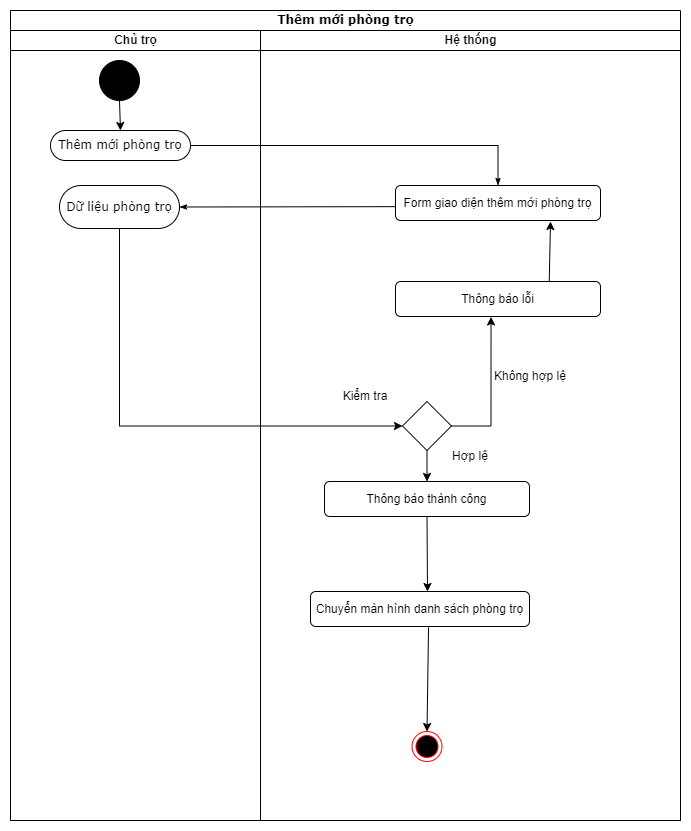 Thêm mới phòng trọ
Chủ trọ
Hệ thống
Thêm mới phòng trọ
Form giao diện thêm mới phòng trọ
Dữ liệu phòng trọ
Thông báo lỗi
Không hợp lệ
Kiểm tra
Hợp lệ
Thông báo thành công
Chuyển màn hình danh sách phòng trọ